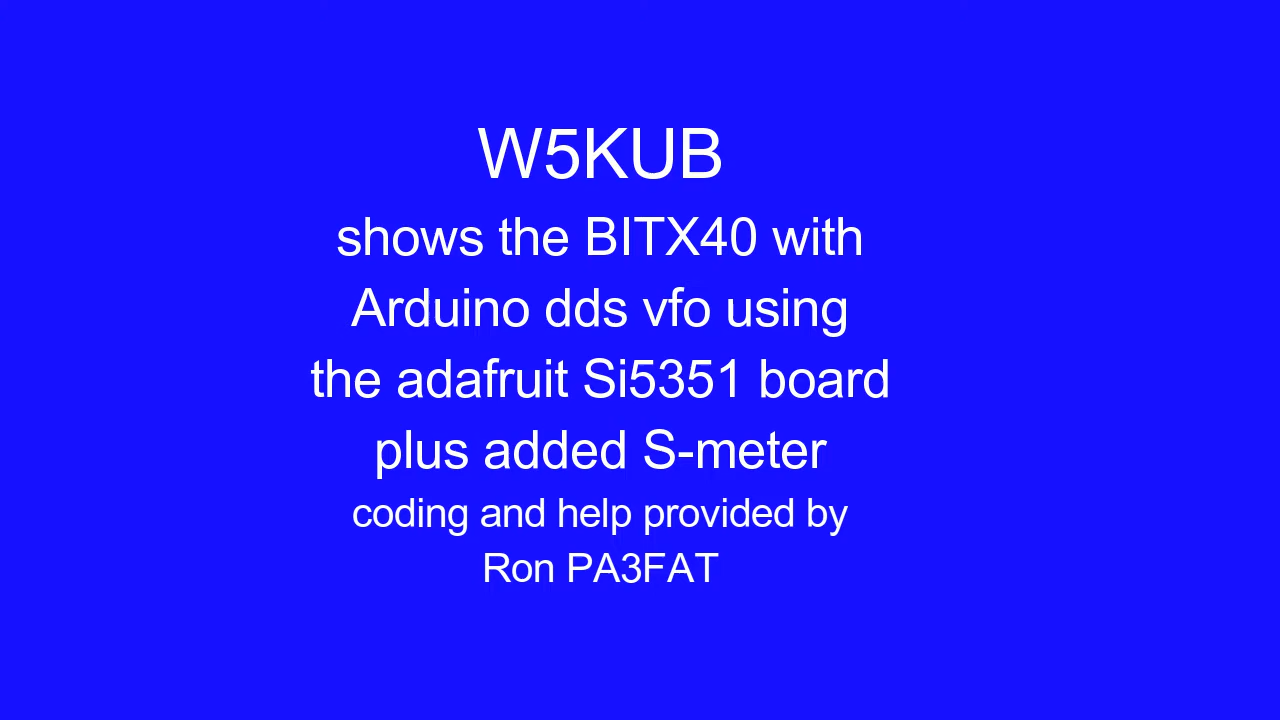 W5KUB
shows the BITX40 with
Arduino dds vfo using
the adafruit Si5351 board
plus added S-meter
coding and help provided by
Ron PA3FAT